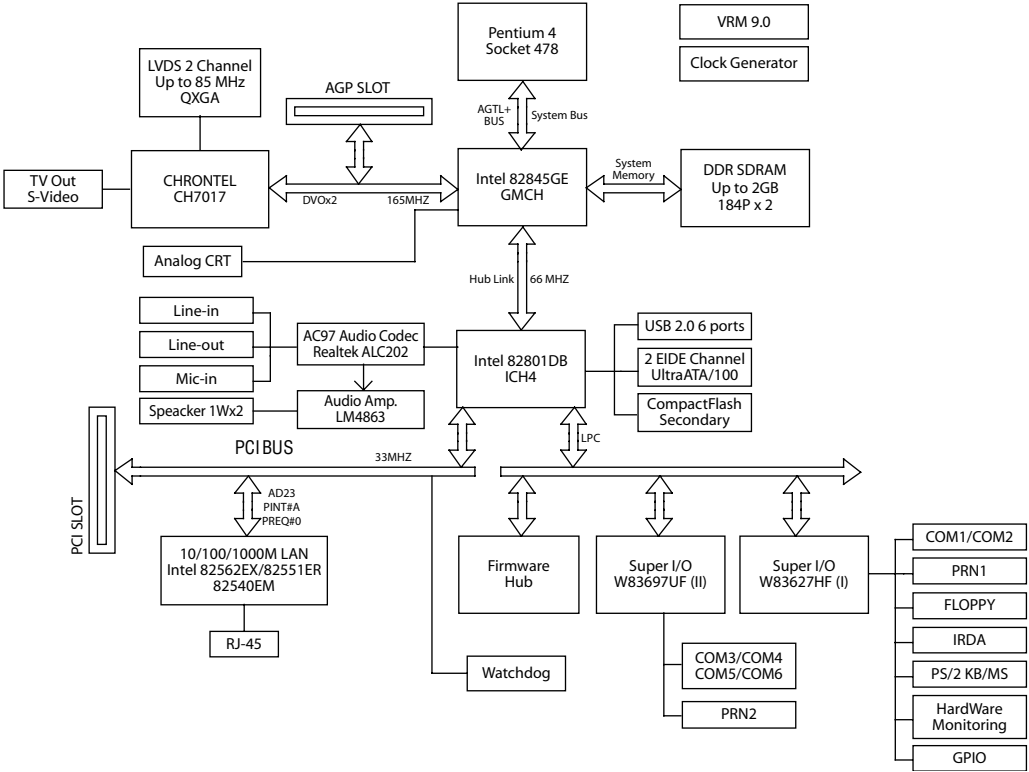 Pentium 4
Socket 478
VRM 9.0
Clock Generator
LVDS 2 Channel
Up to 85 MHz
QXGA
AGP SLOT
AGTL+
BUS
System Bus
TV Out
S-Video
CHRONTEL
CH7017
DVOx2
165MHZ
Intel 82845GE
GMCH
System
Memory
DDR SDRAM
Up to 2GB
184P x 2
Analog CRT
Hub Link
66 MHZ
Line-in
Line-out
Mic-in
Speacker 1Wx2
AC97 Audio Codec
Realtek ALC202
Audio Amp.
LM4863
Intel 82801DB
ICH4
USB 2.0 6 ports
2 EIDE Channel
UltraATA/100
CompactFlash
Secondary
PCI BUS
33MHZ
LPC
PCI SLOT
AD23
PINT#A
PREQ#0
10/100/1000M LAN
Intel 82562EX/82551ER
82540EM
RJ-45
Watchdog
Firmware
Hub
Super I/O
W83697UF (II)
COM3/COM4
COM5/COM6
PRN2
Super I/O
W83627HF (I)
COM1/COM2
PRN1
FLOPPY
IRDA
PS/2 KB/MS
HardWare
Monitoring
GPIO